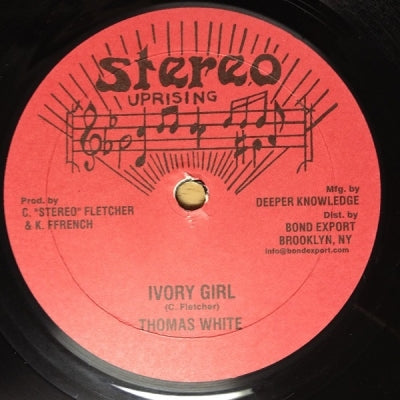 Stereo
UPRISING
Prod. by
C. "STEREO" FLETCHER
& K. FFRENCH
Mfg. by
DEEPER KNOWLEDGE
Dist. by
BOND EXPORT
BROOKLYN, NY
info@bondexport.com
IVORY GIRL
(C. Fletcher)
THOMAS WHITE